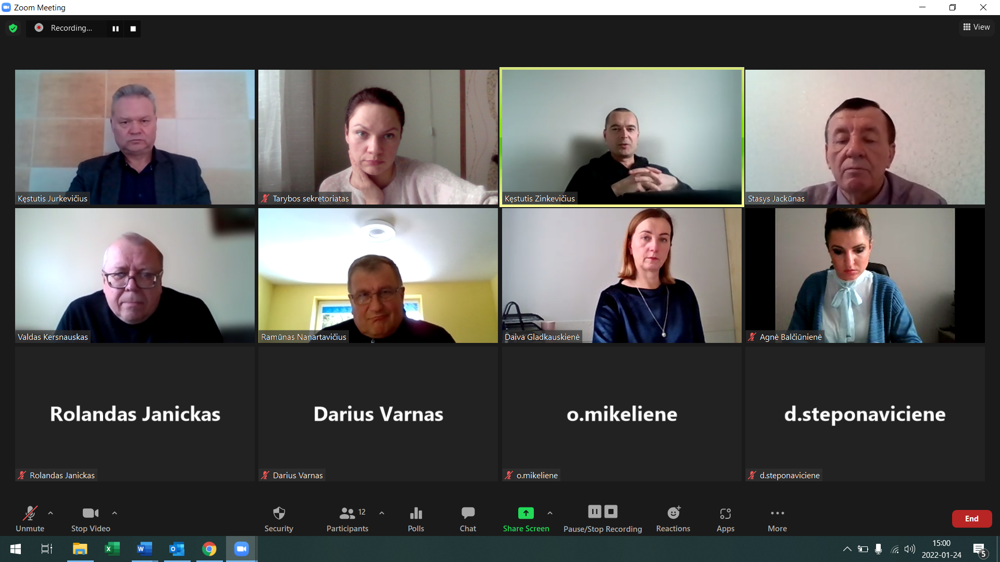 Zoom Meeting
Recording...
View
Kęstutis Jurkevičius
Tarybos sekretoriatas
Kęstutis Zinkevičius
Stasys Jackūnas
Valdas Kersnauskas
Ramūnas Nanartavičius
Daiva Gladkauskienė
Agnė Balčiūnienė
Rolandas Janickas
Darius Varnas
o.mikeliene
d.steponaviciene
Rolandas Janickas
Darius Varnas
o.mikeliene
d.steponaviciene
12
Unmute
Stop Video
Security
Participants
Polls
Chat
Share Screen
Pause/Stop Recording
Reactions
Apps
More
End
15:00
2022-01-24
5